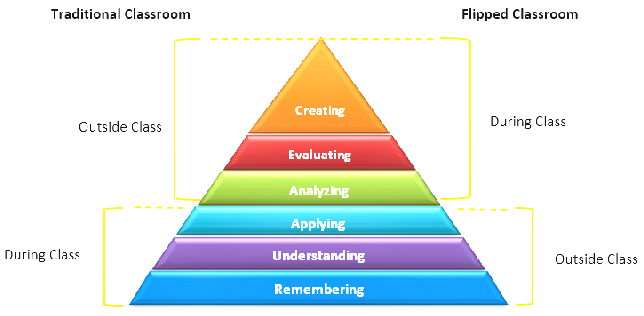 Traditional Classroom
Flipped Classroom
Creating
Outside Class
During Class
Evaluating
Analyzing
Applying
During Class
Understanding
Outside Class
Remembering